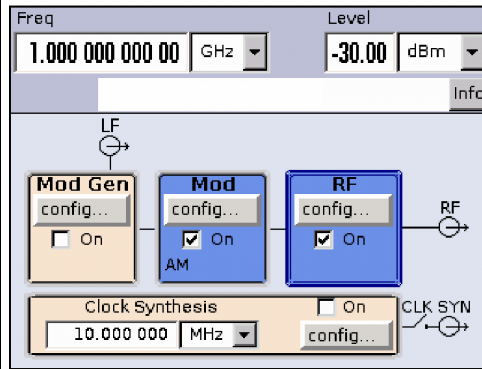 Freq Level
1.000 000 000 00 GHz -30.00 dBm
Info
LF
Mod Gen Mod RF
config... config... config... RF
On On On
AM
Clock Synthesis On CLK SYN
10.000 000 MHz config...